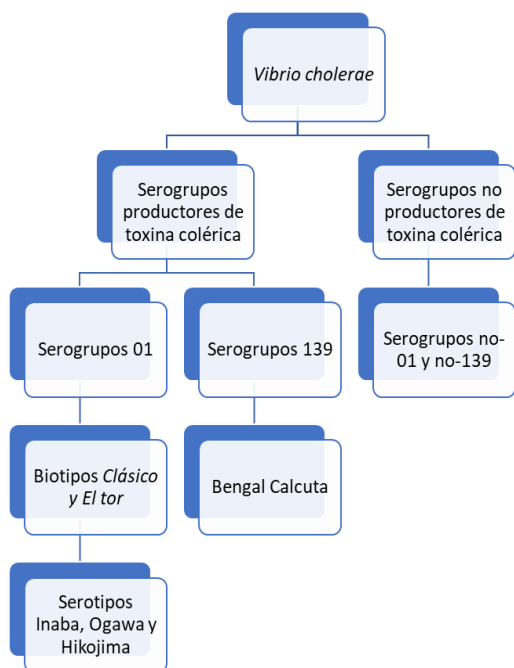 Vibrio cholerae
Serogrupos
productores de
toxina colérica
Serogrupos no
productores de
toxina colérica
Serogrupos 01
Serogrupos 139
Serogrupos no-
01 y no-139
Biotipos Clásico
y El tor
Bengal Calcuta
Serotipos
Inaba, Ogawa y
Hikojima